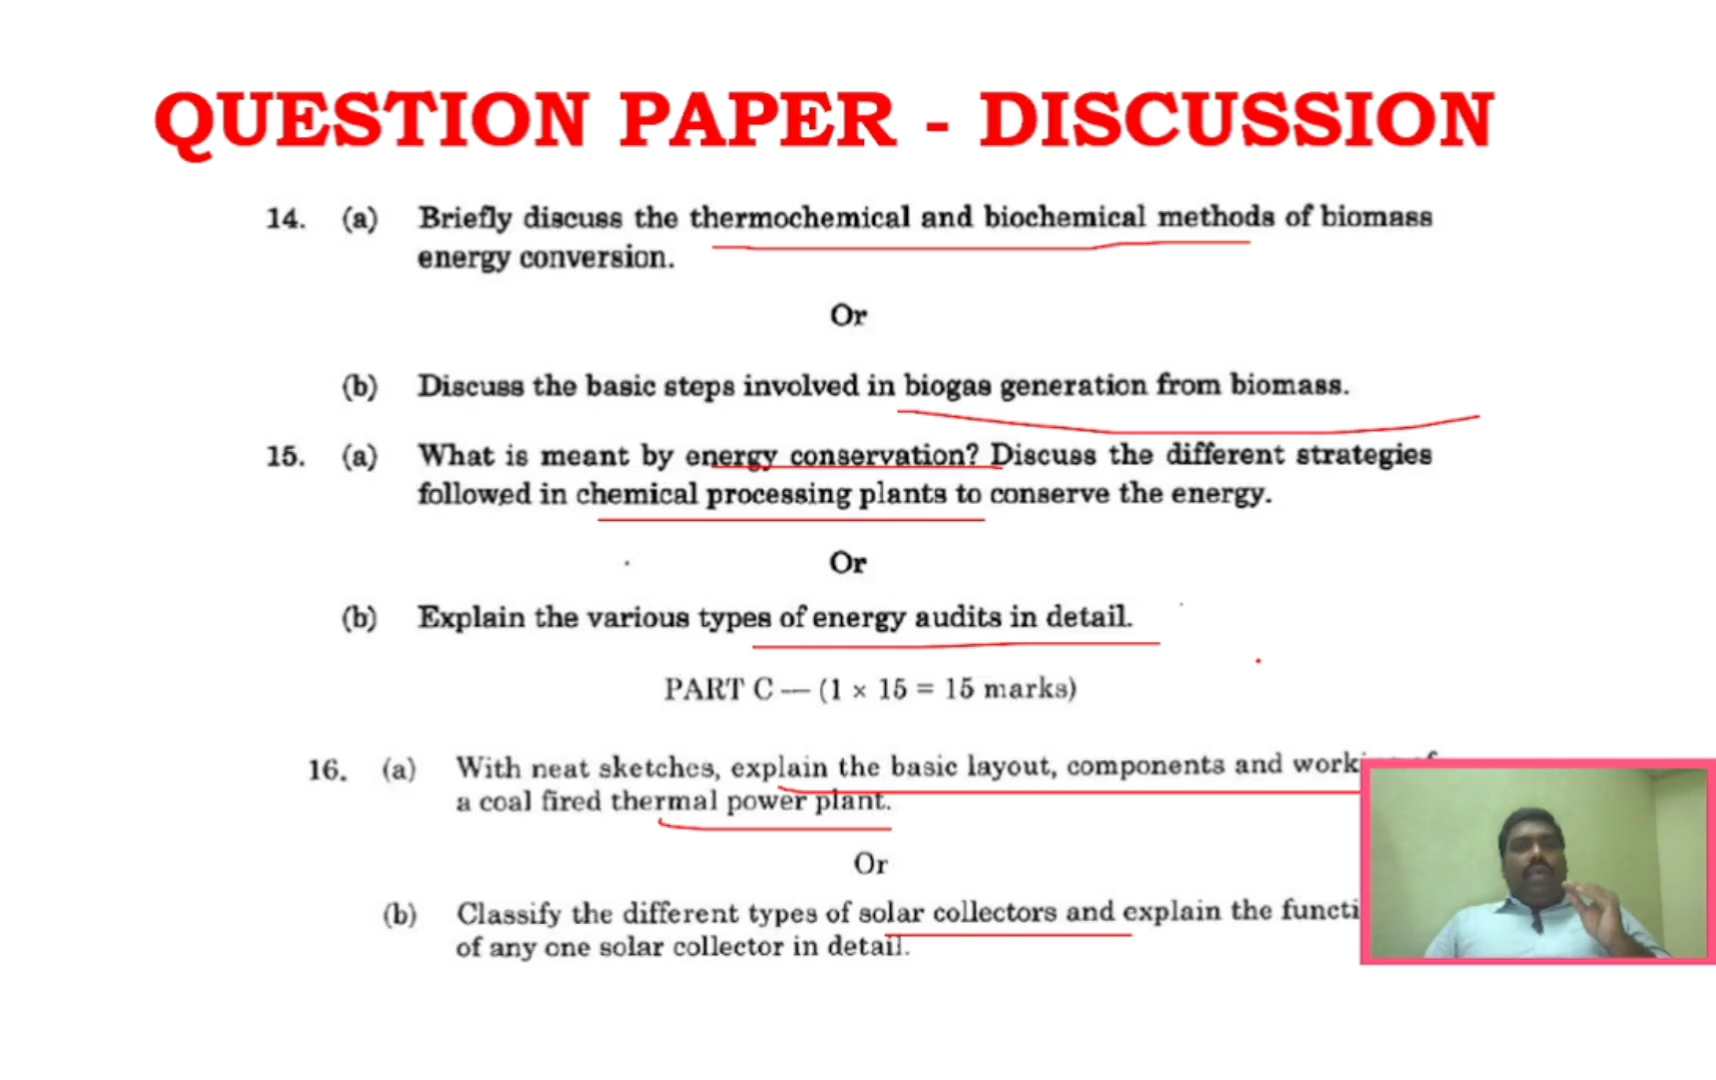 QUESTION PAPER - DISCUSSION
14. (a) Briefly discuss the thermochemical and biochemical methods of biomass
energy conversion.
Or
(b) Discuss the basic steps involved in biogas generation from biomass.
15. (a) What is meant by energy conservation? Discuss the different strategies
followed in chemical processing plants to conserve the energy.
Or
(b) Explain the various types of energy audits in detail.
PART C — (1 × 15 = 15 marks)
16. (a) With neat sketches, explain the basic layout, components and
a coal fired thermal power plant.
Or
(b) Classify the different types of solar collectors and explain the
of any one solar collector in detail.